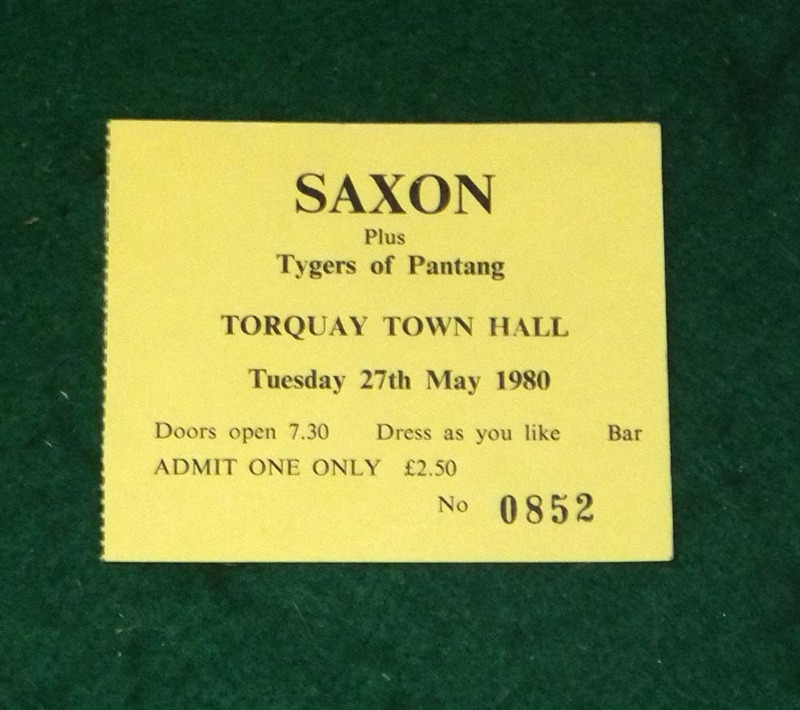 SAXON
Plus
Tygers of Pantang
TORQUAY TOWN HALL
Tuesday 27th May 1980
Doors open 7.30 Dress as you like Bar
ADMIT ONE ONLY £2.50
No 0852